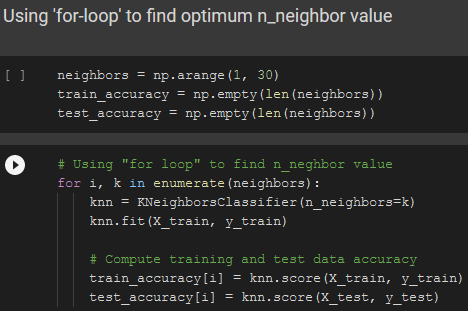 Using 'for-loop' to find optimum n_neighbor value
[ ] neighbors = np.arange(1, 30)
train_accuracy = np.empty(len(neighbors))
test_accuracy = np.empty(len(neighbors))
# Using "for loop" to find n_neghbor value
for i, k in enumerate(neighbors):
knn = KNeighborsClassifier(n_neighbors=k)
knn.fit(X_train, y_train)
# Compute training and test data accuracy
train_accuracy[i] = knn.score(X_train, y_train)
test_accuracy[i] = knn.score(X_test, y_test)